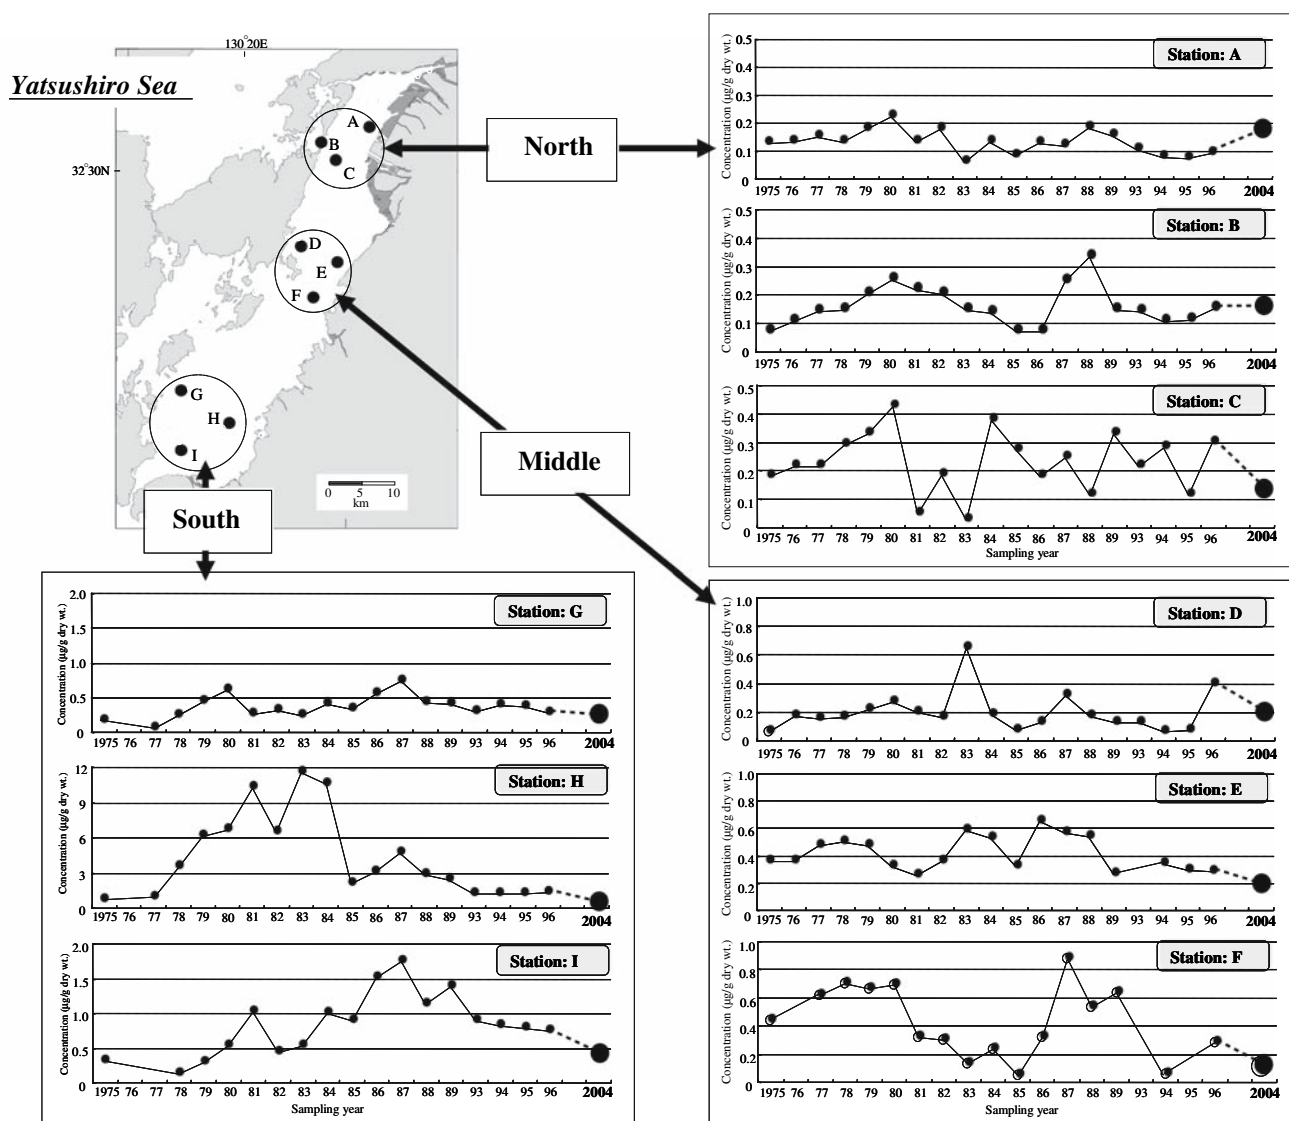 Yatsushiro Sea
130°20E
32°30N
A
B
C
D
E
F
G
H
I
0 5 10
km
North
Middle
South
Station: A
Concentration (μg/g dry wt.)
0.5
0.4
0.3
0.2
0.1
0
1975 76 77 78 79 80 81 82 83 84 85 86 87 88 89 93 94 95 96 2004
Station: B
Concentration (μg/g dry wt.)
0.5
0.4
0.3
0.2
0.1
0
1975 76 77 78 79 80 81 82 83 84 85 86 87 88 89 93 94 95 96 2004
Station: C
Concentration (μg/g dry wt.)
0.5
0.4
0.3
0.2
0.1
0
1975 76 77 78 79 80 81 82 83 84 85 86 87 88 89 93 94 95 96 2004
Sampling year
Station: G
Concentration (μg/g dry wt.)
2.0
1.5
1.0
0.5
0
1975 76 77 78 79 80 81 82 83 84 85 86 87 88 89 93 94 95 96 2004
Station: H
Concentration (μg/g dry wt.)
12
9
6
3
0
1975 76 77 78 79 80 81 82 83 84 85 86 87 88 89 93 94 95 96 2004
Station: I
Concentration (μg/g dry wt.)
2.0
1.5
1.0
0.5
0
1975 76 77 78 79 80 81 82 83 84 85 86 87 88 89 93 94 95 96 2004
Sampling year
Station: D
Concentration (μg/g dry wt.)
1.0
0.8
0.6
0.4
0.2
0
1975 76 77 78 79 80 81 82 83 84 85 86 87 88 89 93 94 95 96 2004
Station: E
Concentration (μg/g dry wt.)
1.0
0.8
0.6
0.4
0.2
0
1975 76 77 78 79 80 81 82 83 84 85 86 87 88 89 93 94 95 96 2004
Station: F
Concentration (μg/g dry wt.)
1.0
0.8
0.6
0.4
0.2
0
1975 76 77 78 79 80 81 82 83 84 85 86 87 88 89 93 94 95 96 2004
Sampling year